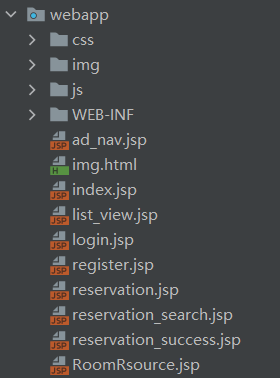 webapp
css
img
js
WEB-INF
ad_nav.jsp
img.html
index.jsp
list_view.jsp
login.jsp
register.jsp
reservation.jsp
reservation_search.jsp
reservation_success.jsp
RoomRsource.jsp